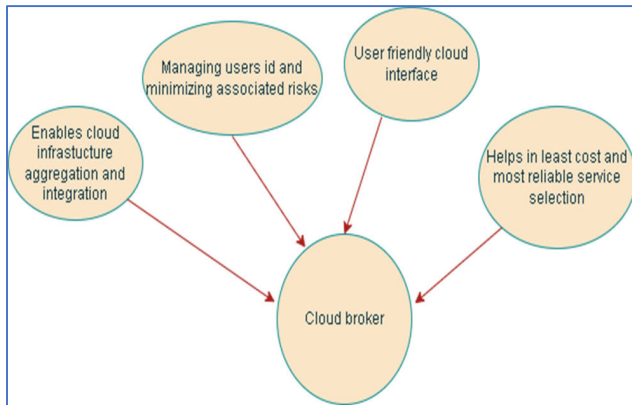 Managing users id and
minimizing associated risks
User friendly cloud
interface
Enables cloud
infrastucture
aggregation and
integration
Helps in least cost and
most reliable service
selection
Cloud broker